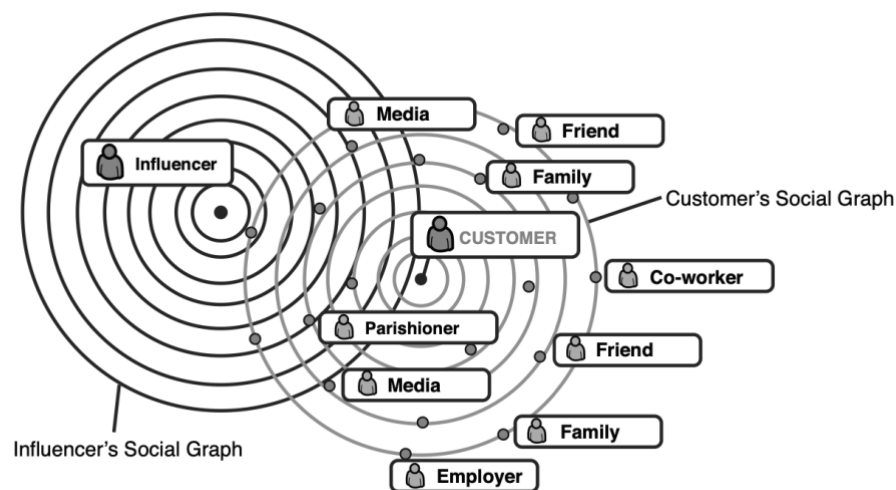 Media
Friend
Influencer
Family
Customer's Social Graph
CUSTOMER
Co-worker
Parishioner
Friend
Media
Family
Influencer's Social Graph
Employer